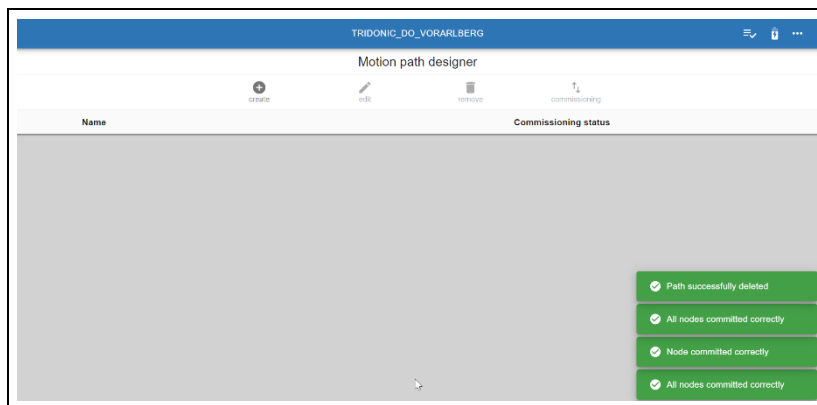 TRIDONIC_DO_VORARLBERG
Motion path designer
create edit remove commissioning
Name Commissioning status
Path successfully deleted
All nodes committed correctly
Node committed correctly
All nodes committed correctly